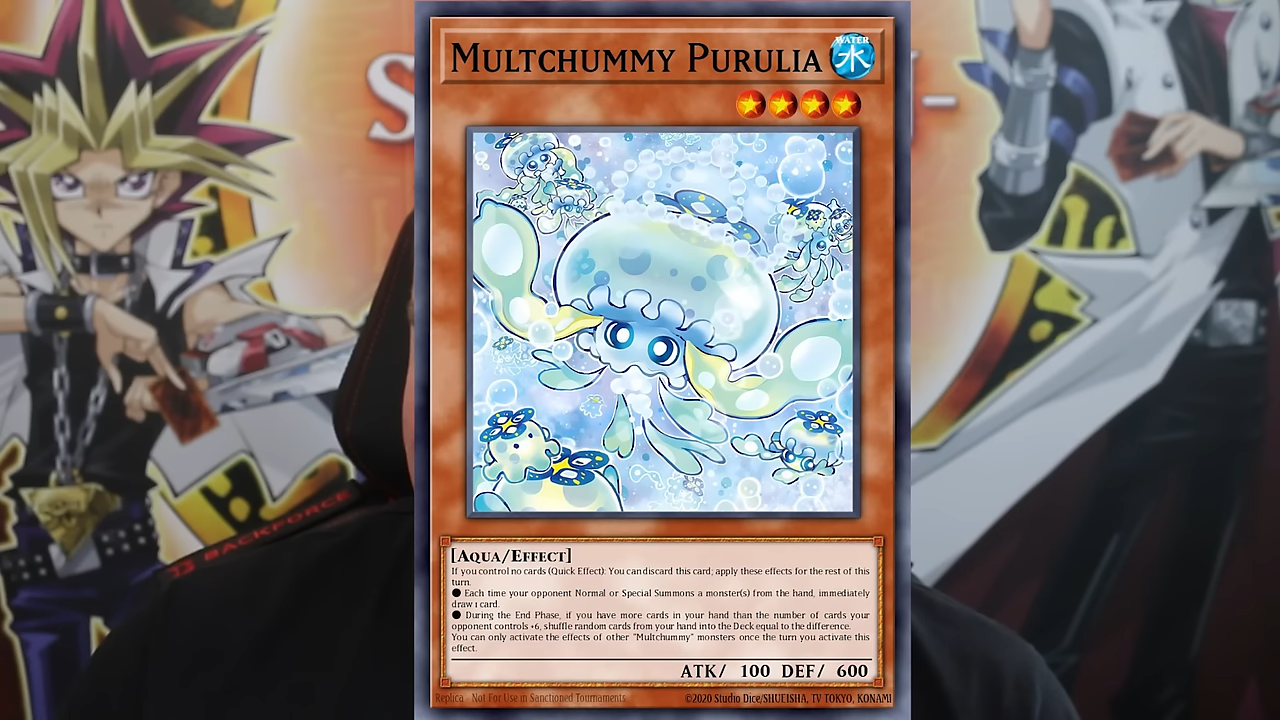 MULTCHUMMY PURULIA
WATER
水
[AQUA/EFFECT]
If you control no cards (Quick Effect): You can discard this card; apply these effects for the rest of this
turn.
● Each time your opponent Normal or Special Summons a monster(s) from the hand, immediately
draw 1 card.
● During the End Phase, if you have more cards in your hand than the number of cards your
opponent controls +6, shuffle random cards from your hand into the Deck equal to the difference.
You can only activate the effects of other "Multchummy" monsters once the turn you activate this
effect.
ATK/ 100 DEF/ 600
Replica - Not For Use in Sanctioned Tournaments
©2020 Studio Dice/SHUEISHA, TV TOKYO, KONAMI
BACKFORCE